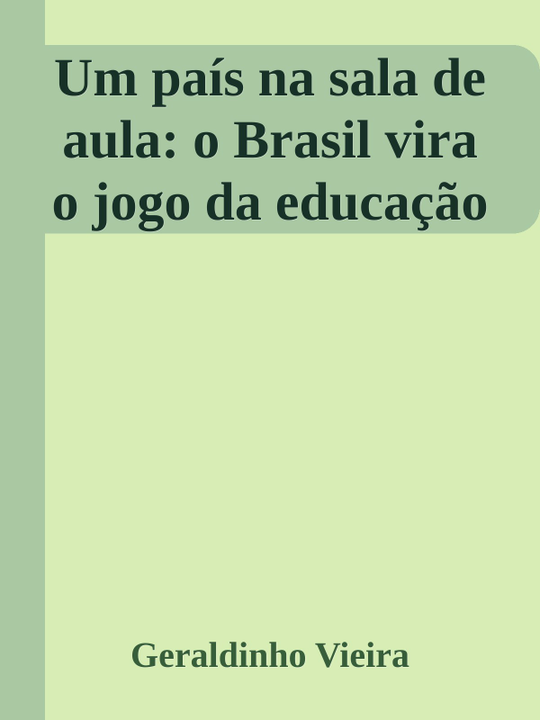 Um país na sala de
aula: o Brasil vira
o jogo da educação
Geraldinho Vieira